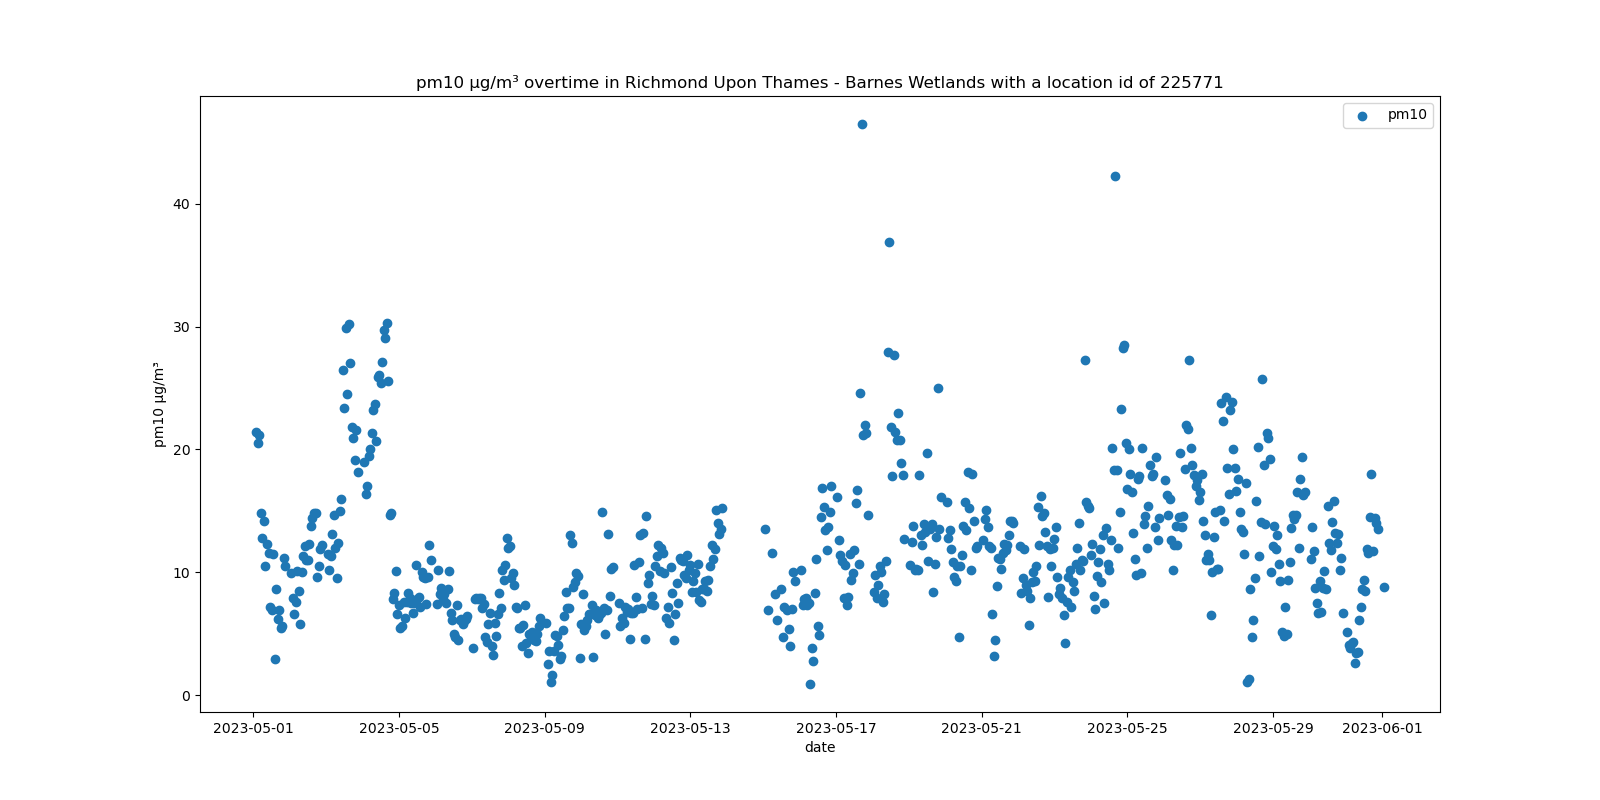 pm10 µg/m³ overtime in Richmond Upon Thames - Barnes Wetlands with a location id of 225771
pm10
pm10 µg/m³
40
30
20
10
0
2023-05-01 2023-05-05 2023-05-09 2023-05-13 2023-05-17 2023-05-21 2023-05-25 2023-05-29 2023-06-01
date